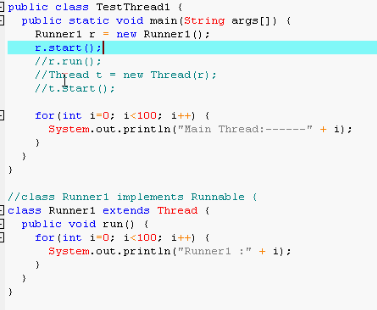 public class TestThread1 {
public static void main(String args[]) {
Runner1 r = new Runner1();
r.start();
//r.run();
//Thread t = new Thread(r);
//t.start();
for(int i=0; i<100; i++) {
System.out.println("Main Thread:------" + i);
}
}
}
//class Runner1 implements Runnable {
class Runner1 extends Thread {
public void run() {
for(int i=0; i<100; i++) {
System.out.println("Runner1 :" + i);
}
}
}